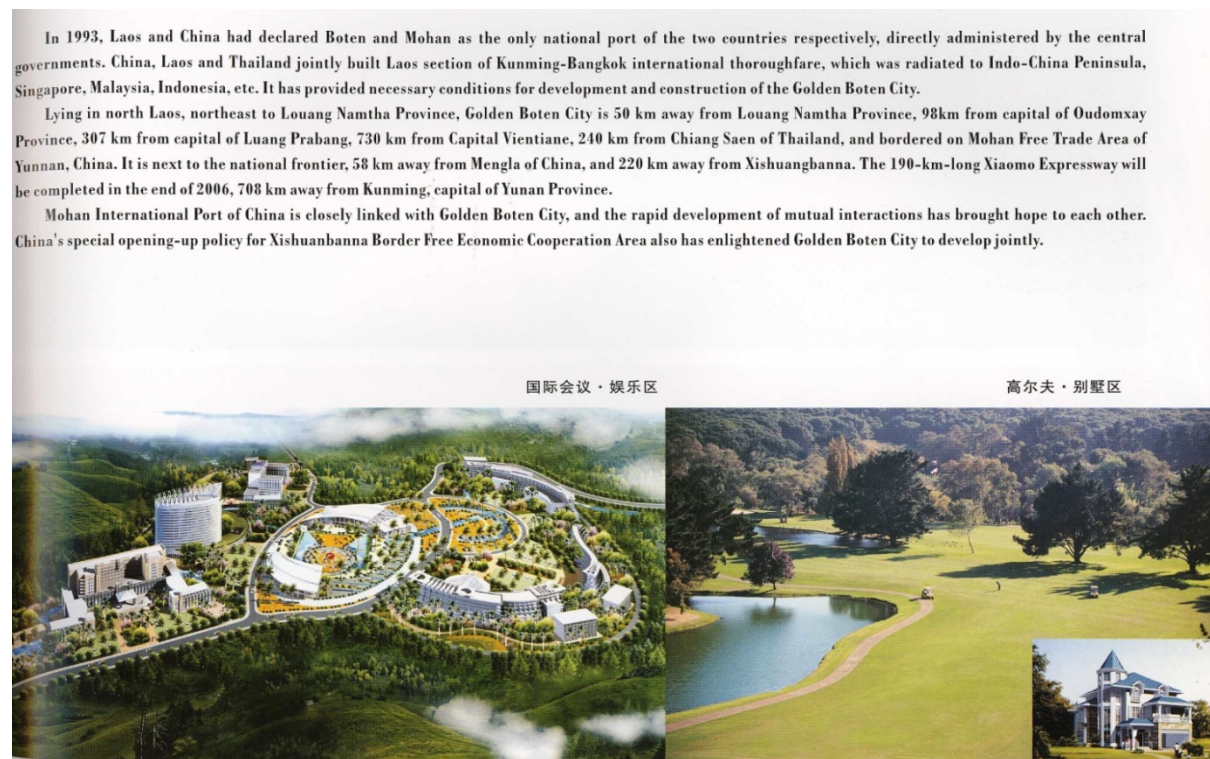 In 1993, Laos and China had declared Boten and Mohan as the only national port of the two countries respectively, directly administered by the central
governments. China, Laos and Thailand jointly built Laos section of Kunming-Bangkok international thoroughfare, which was radiated to Indo-China Peninsula,
Singapore, Malaysia, Indonesia, etc. It has provided necessary conditions for development and construction of the Golden Boten City.
Lying in north Laos, northeast to Louang Namtha Province, Golden Boten City is 50 km away from Louang Namtha Province, 98km from capital of Oudomxay
Province, 307 km from capital of Luang Prabang, 730 km from Capital Vientiane, 240 km from Chiang Saen of Thailand, and bordered on Mohan Free Trade Area of
Yunnan, China. It is next to the national frontier, 58 km away from Mengla of China, and 220 km away from Xishuangbanna. The 190-km-long Xiaomo Expressway will
be completed in the end of 2006, 708 km away from Kunming, capital of Yunan Province.
Mohan International Port of China is closely linked with Golden Boten City, and the rapid development of mutual interactions has brought hope to each other.
China's special opening-up policy for Xishuanbanna Border Free Economic Cooperation Area also has enlightened Golden Boten City to develop jointly.
国际会议·娱乐区
高尔夫·别墅区